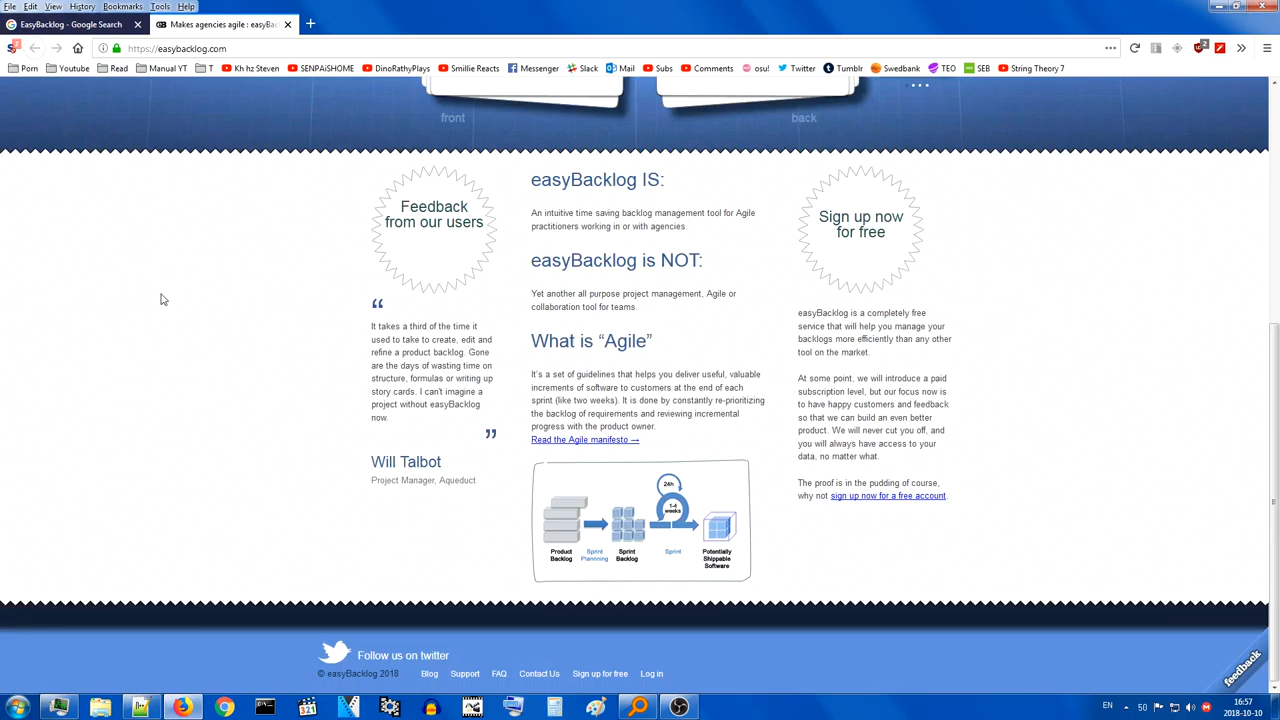 File Edit View History Bookmarks Tools Help
EasyBacklog - Google Search
Makes agencies agile : easyBac
https://easybacklog.com
Porn Youtube Read Manual YT T Kh hz Steven SENPAiSHOME DinoRathyPlays Smillie Reacts Messenger Slack Mail Subs Comments osu! Twitter Tumblr Swedbank TEO SEB String Theory 7
front
back
Feedback
from our users
“
It takes a third of the time it
used to take to create, edit and
refine a product backlog. Gone
are the days of wasting time on
structure, formulas or writing up
story cards. I can't imagine a
project without easyBacklog
now.
”
Will Talbot
Project Manager, Aqueduct
easyBacklog IS:
An intuitive time saving backlog management tool for Agile
practitioners working in or with agencies.
easyBacklog is NOT:
Yet another all purpose project management, Agile or
collaboration tool for teams.
What is “Agile”
It's a set of guidelines that helps you deliver useful, valuable
increments of software to customers at the end of each
sprint (like two weeks). It is done by constantly re-prioritizing
the backlog of requirements and reviewing incremental
progress with the product owner.
Read the Agile manifesto →
24h
1-4
weeks
Product
Backlog
Sprint
Plannning
Sprint
Backlog
Sprint
Potentially
Shippable
Software
Sign up now
for free
easyBacklog is a completely free
service that will help you manage your
backlogs more efficiently than any other
tool on the market.
At some point, we will introduce a paid
subscription level, but our focus now is
to have happy customers and feedback
so that we can build an even better
product. We will never cut you off, and
you will always have access to your
data, no matter what.
The proof is in the pudding of course,
why not sign up now for a free account.
Follow us on twitter
© easyBacklog 2018 Blog Support FAQ Contact Us Sign up for free Log in
feedback
EN 50 16:57
2018-10-10